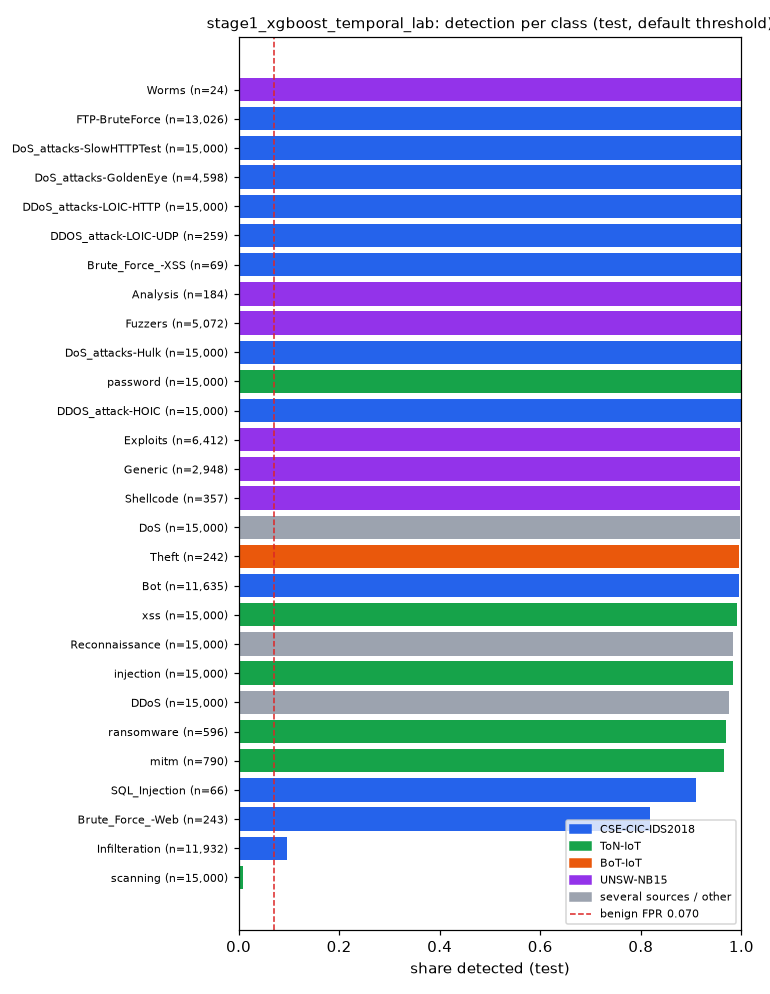 stage1_xgboost_temporal_lab: detection per class (test, default threshold)
Worms (n=24)
FTP-BruteForce (n=13,026)
DoS_attacks-SlowHTTPTest (n=15,000)
DoS_attacks-GoldenEye (n=4,598)
DDoS_attacks-LOIC-HTTP (n=15,000)
DDOS_attack-LOIC-UDP (n=259)
Brute_Force_-XSS (n=69)
Analysis (n=184)
Fuzzers (n=5,072)
DoS_attacks-Hulk (n=15,000)
password (n=15,000)
DDOS_attack-HOIC (n=15,000)
Exploits (n=6,412)
Generic (n=2,948)
Shellcode (n=357)
DoS (n=15,000)
Theft (n=242)
Bot (n=11,635)
xss (n=15,000)
Reconnaissance (n=15,000)
injection (n=15,000)
DDoS (n=15,000)
ransomware (n=596)
mitm (n=790)
SQL_Injection (n=66)
Brute_Force_-Web (n=243)
Infilteration (n=11,932)
scanning (n=15,000)
CSE-CIC-IDS2018
ToN-IoT
BoT-IoT
UNSW-NB15
several sources / other
benign FPR 0.070
0.0 0.2 0.4 0.6 0.8 1.0
share detected (test)